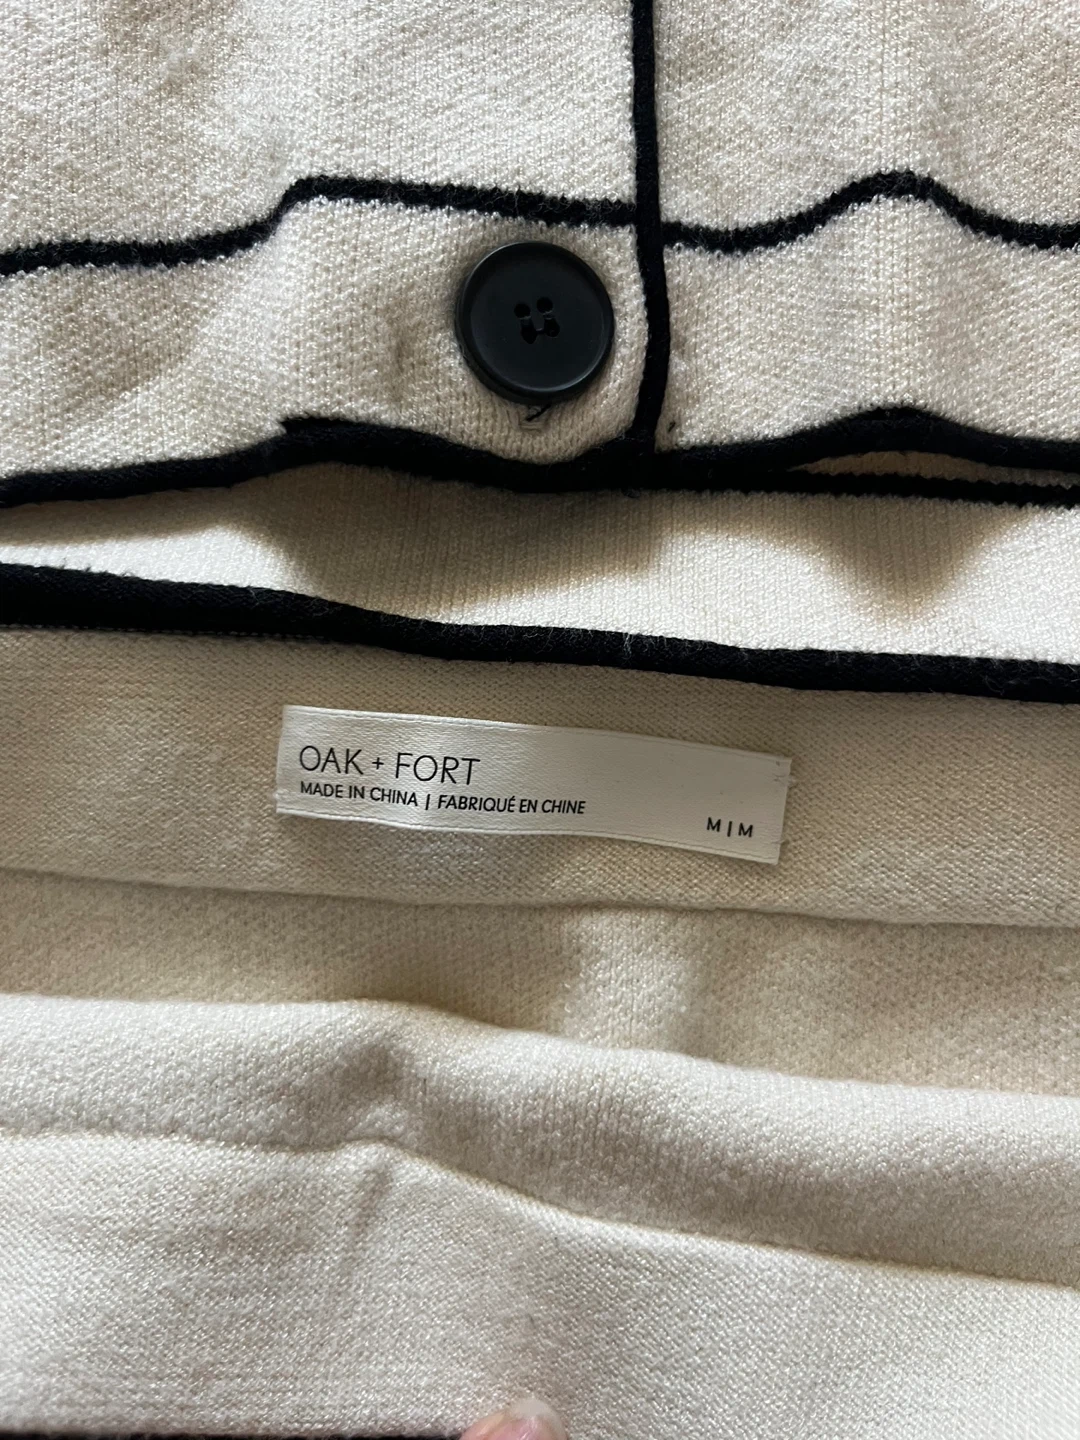 OAK + FORT
MADE IN CHINA | FABRIQUÉ EN CHINE
M | M